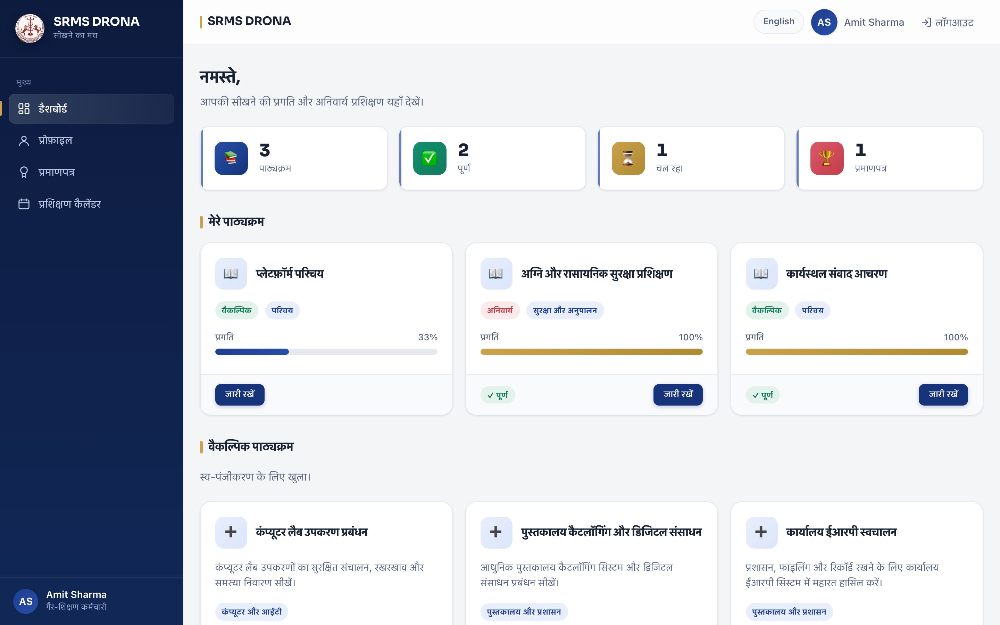 SRMS DRONA
सीखने का मंच
मुख्य
डैशबोर्ड
प्रोफ़ाइल
प्रमाणपत्र
प्रशिक्षण कैलेंडर
AS
Amit Sharma
गैर-शिक्षण कर्मचारी
SRMS DRONA
English
AS
Amit Sharma
लॉगआउट
नमस्ते,
आपकी सीखने की प्रगति और अनिवार्य प्रशिक्षण यहाँ देखें।
3
पाठ्यक्रम
2
पूर्ण
1
चल रहा
1
प्रमाणपत्र
मेरे पाठ्यक्रम
प्लेटफ़ॉर्म परिचय
वैकल्पिक
परिचय
प्रगति
33%
जारी रखें
अग्नि और रासायनिक सुरक्षा प्रशिक्षण
अनिवार्य
सुरक्षा और अनुपालन
प्रगति
100%
✓ पूर्ण
जारी रखें
कार्यस्थल संवाद आचरण
वैकल्पिक
परिचय
प्रगति
100%
✓ पूर्ण
जारी रखें
वैकल्पिक पाठ्यक्रम
स्व-पंजीकरण के लिए खुला।
कंप्यूटर लैब उपकरण प्रबंधन
कंप्यूटर लैब उपकरणों का सुरक्षित संचालन, रखरखाव और
समस्या निवारण सीखें।
कंप्यूटर और आईटी
पुस्तकालय कैटलॉगिंग और डिजिटल संसाधन
आधुनिक पुस्तकालय कैटलॉगिंग सिस्टम और डिजिटल
संसाधन प्रबंधन सीखें।
पुस्तकालय और प्रशासन
कार्यालय ईआरपी स्वचालन
प्रशासन, फाइलिंग और रिकॉर्ड रखने के लिए कार्यालय
ईआरपी सिस्टम में महारत हासिल करें।
पुस्तकालय और प्रशासन